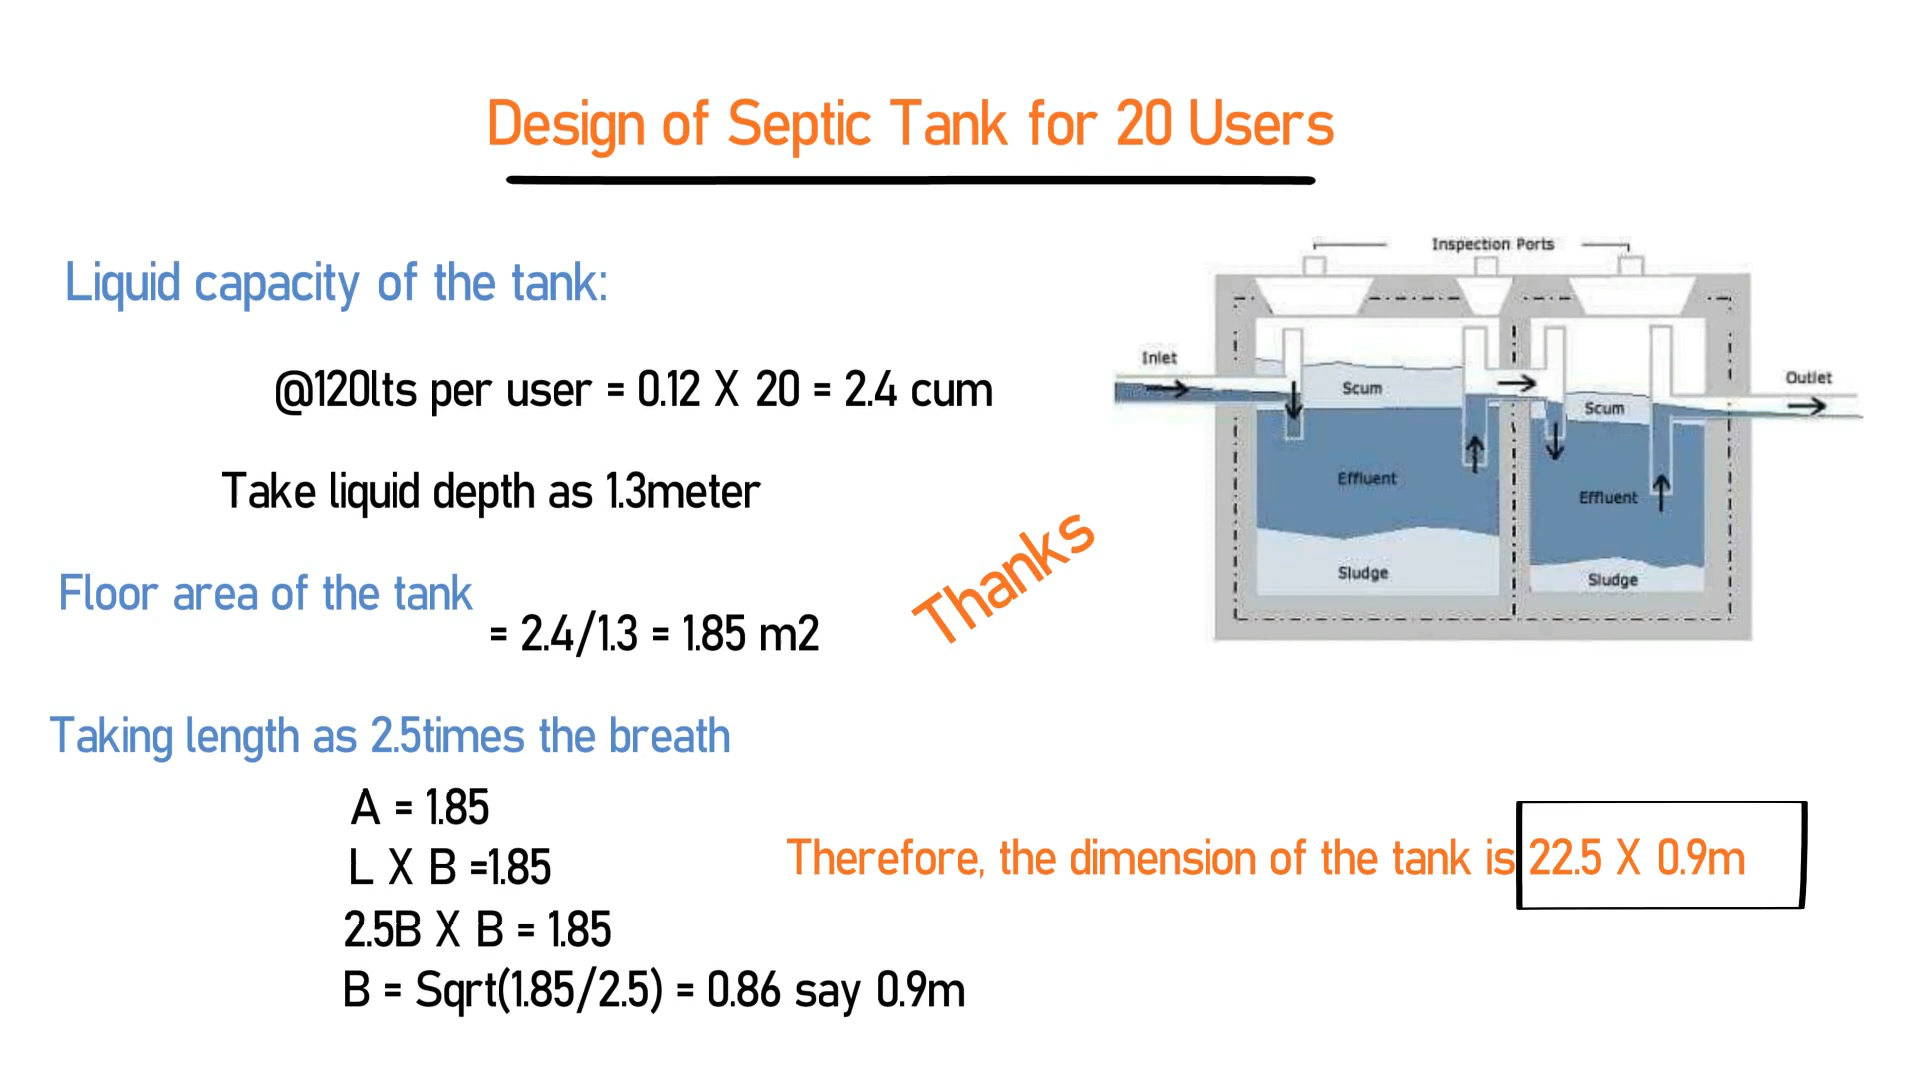 Design of Septic Tank for 20 Users
Liquid capacity of the tank:
@120lts per user = 0.12 X 20 = 2.4 cum
Take liquid depth as 1.3meter
Floor area of the tank
= 2.4/1.3 = 1.85 m2
Thanks
Inspection Ports
Inlet
Outlet
Scum
Scum
Effluent
Effluent
Sludge
Sludge
Taking length as 2.5times the breath
A = 1.85
L X B =1.85
2.5B X B = 1.85
B = Sqrt(1.85/2.5) = 0.86 say 0.9m
Therefore, the dimension of the tank is 22.5 X 0.9m